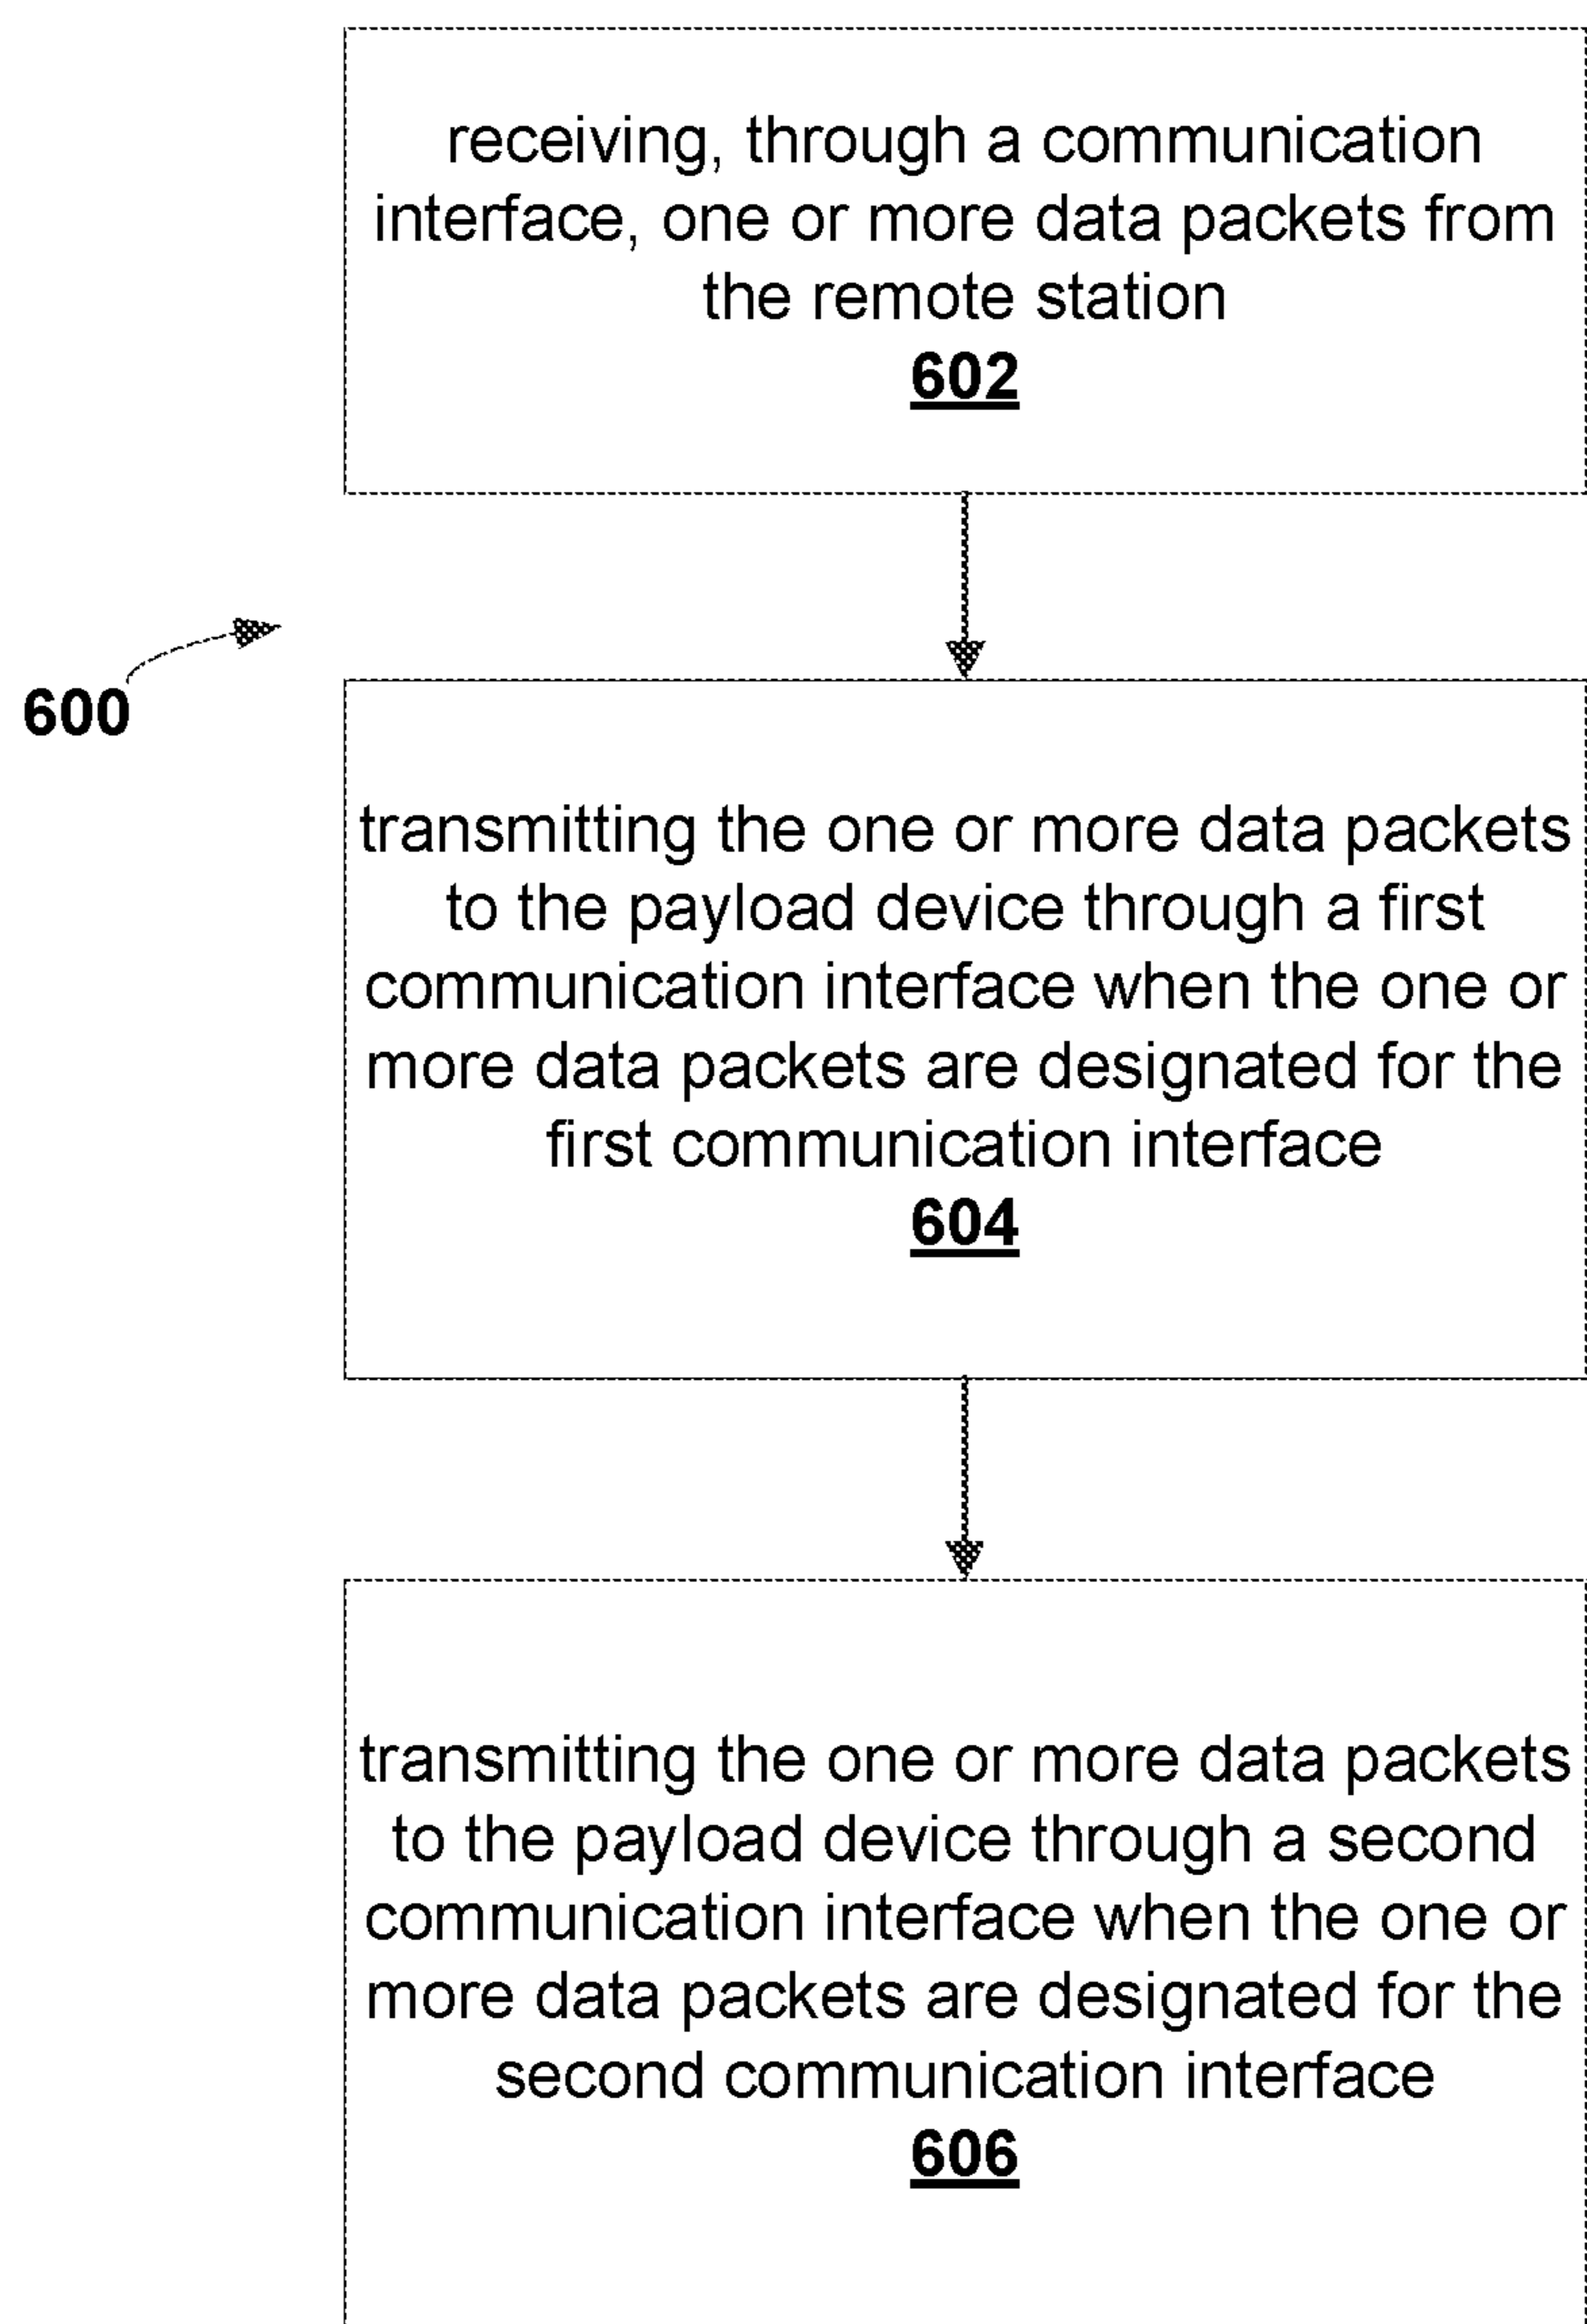 receiving, through a communication
interface, one or more data packets from
the remote station
602
600
transmitting the one or more data packets
to the payload device through a first
communication interface when the one or
more data packets are designated for the
first communication interface
604
transmitting the one or more data packets
to the payload device through a second
communication interface when the one or
more data packets are designated for the
second communication interface
606